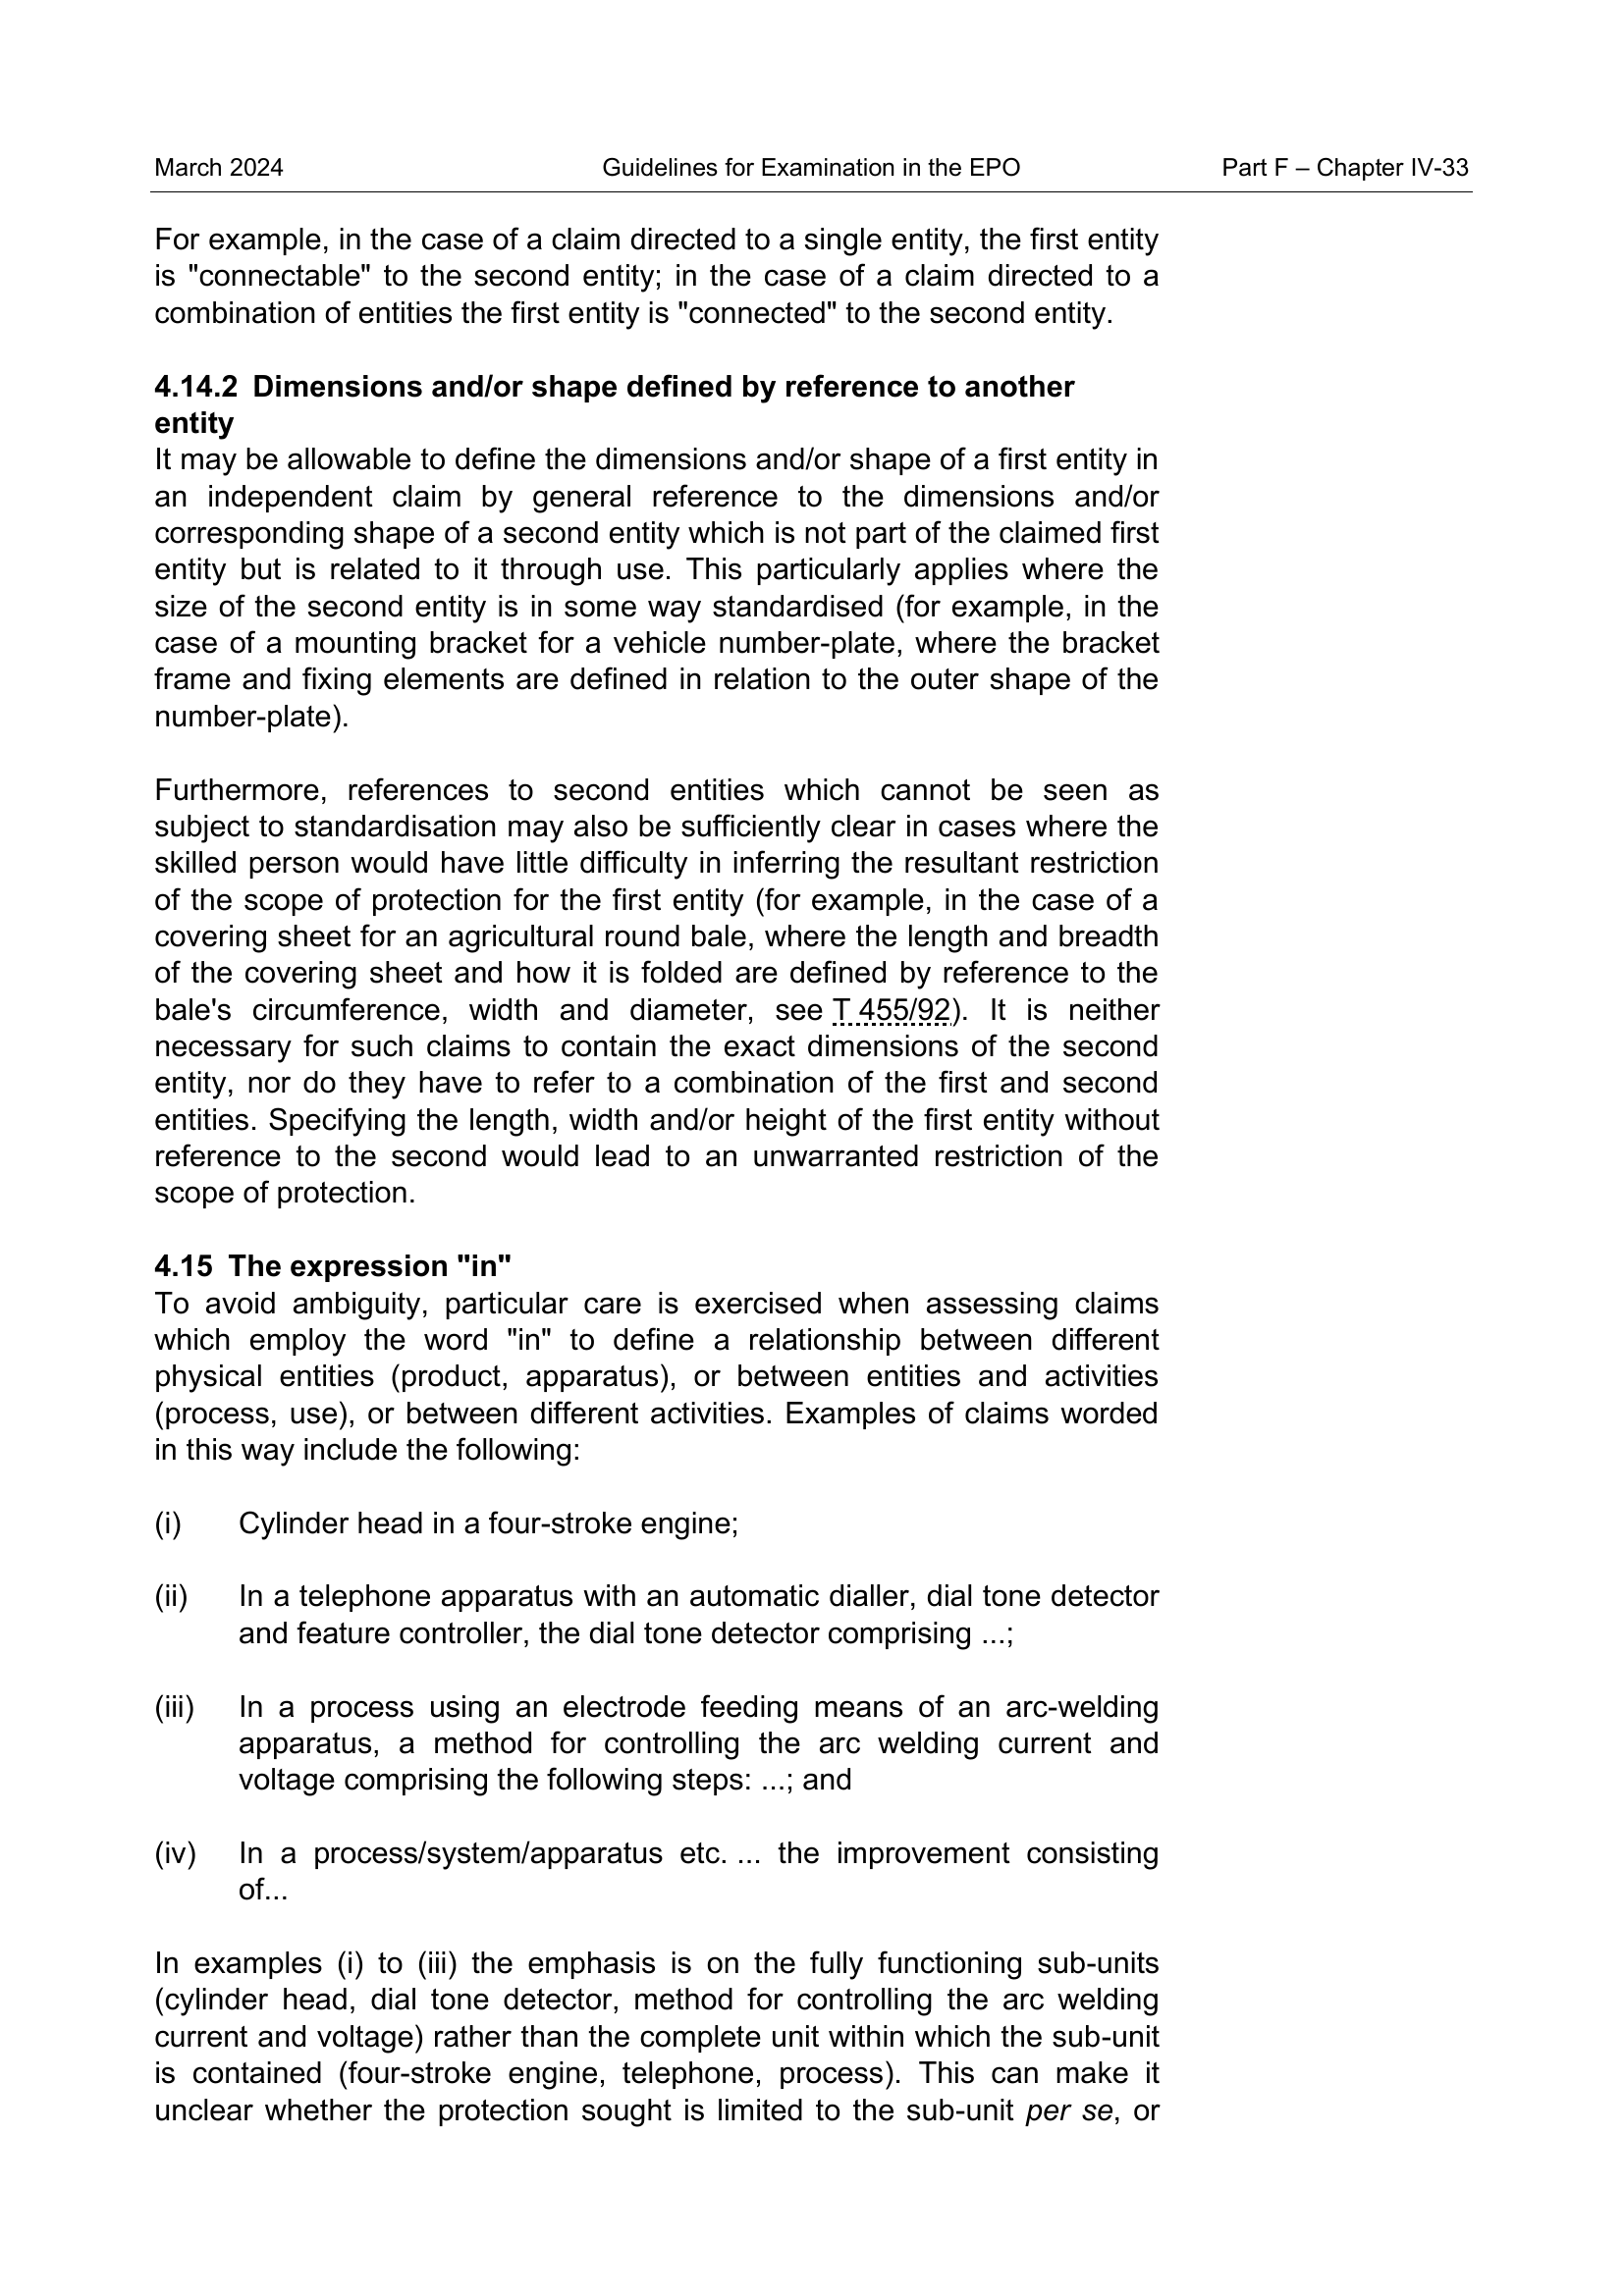 March 2024 Guidelines for Examination in the EPO Part F – Chapter IV-33
For example, in the case of a claim directed to a single entity, the first entity
is "connectable" to the second entity; in the case of a claim directed to a
combination of entities the first entity is "connected" to the second entity.
4.14.2 Dimensions and/or shape defined by reference to another
entity
It may be allowable to define the dimensions and/or shape of a first entity in
an independent claim by general reference to the dimensions and/or
corresponding shape of a second entity which is not part of the claimed first
entity but is related to it through use. This particularly applies where the
size of the second entity is in some way standardised (for example, in the
case of a mounting bracket for a vehicle number-plate, where the bracket
frame and fixing elements are defined in relation to the outer shape of the
number-plate).
Furthermore, references to second entities which cannot be seen as
subject to standardisation may also be sufficiently clear in cases where the
skilled person would have little difficulty in inferring the resultant restriction
of the scope of protection for the first entity (for example, in the case of a
covering sheet for an agricultural round bale, where the length and breadth
of the covering sheet and how it is folded are defined by reference to the
bale's circumference, width and diameter, see T 455/92). It is neither
necessary for such claims to contain the exact dimensions of the second
entity, nor do they have to refer to a combination of the first and second
entities. Specifying the length, width and/or height of the first entity without
reference to the second would lead to an unwarranted restriction of the
scope of protection.
4.15 The expression "in"
To avoid ambiguity, particular care is exercised when assessing claims
which employ the word "in" to define a relationship between different
physical entities (product, apparatus), or between entities and activities
(process, use), or between different activities. Examples of claims worded
in this way include the following:
(i) Cylinder head in a four-stroke engine;
(ii) In a telephone apparatus with an automatic dialler, dial tone detector
and feature controller, the dial tone detector comprising ...;
(iii) In a process using an electrode feeding means of an arc-welding
apparatus, a method for controlling the arc welding current and
voltage comprising the following steps: ...; and
(iv) In a process/system/apparatus etc. ... the improvement consisting
of...
In examples (i) to (iii) the emphasis is on the fully functioning sub-units
(cylinder head, dial tone detector, method for controlling the arc welding
current and voltage) rather than the complete unit within which the sub-unit
is contained (four-stroke engine, telephone, process). This can make it
unclear whether the protection sought is limited to the sub-unit per se, or